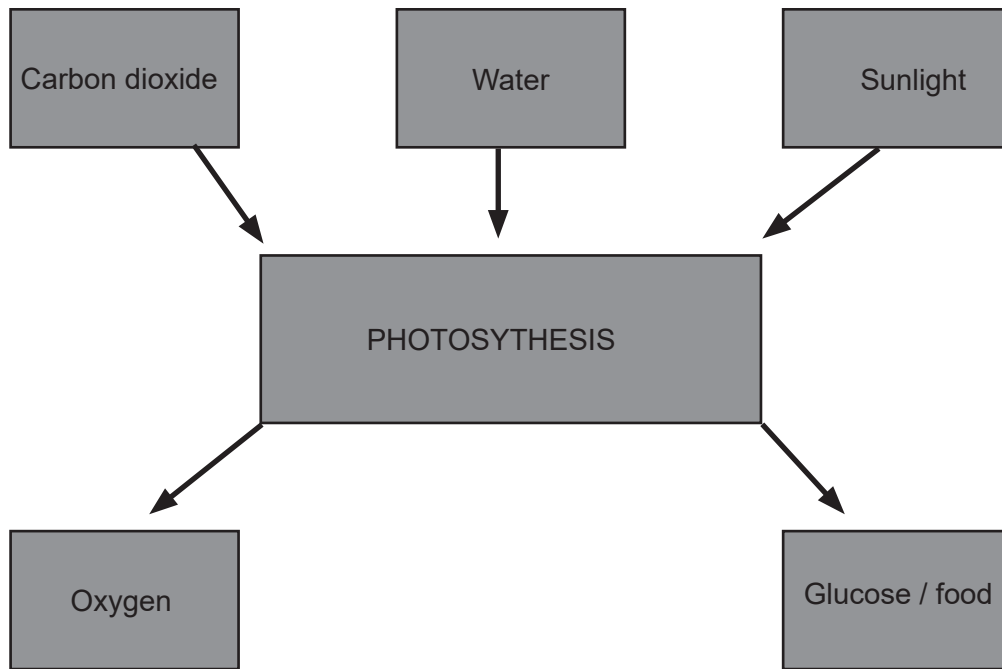 Carbon dioxide
Water
Sunlight
PHOTOSYTHESIS
Oxygen
Glucose / food